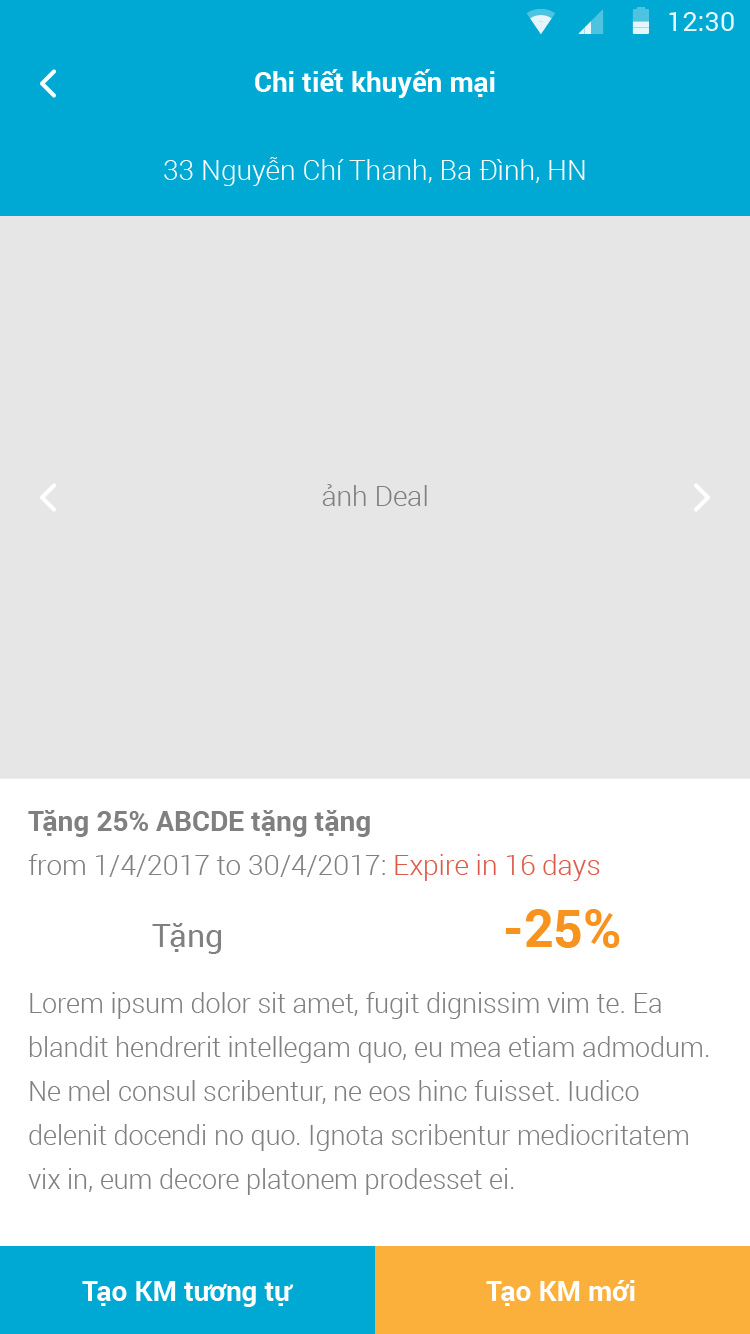 12:30
Chi tiết khuyến mại
33 Nguyễn Chí Thanh, Ba Đình, HN
ảnh Deal
Tặng 25% ABCDE tặng tặng
from 1/4/2017 to 30/4/2017: Expire in 16 days
Tặng -25%
Lorem ipsum dolor sit amet, fugit dignissim vim te. Ea
blandit hendrerit intellegam quo, eu mea etiam admodum.
Ne mel consul scribentur, ne eos hinc fuisset. Iudico
delenit docendi no quo. Ignota scribentur mediocritatem
vix in, eum decore platonem prodesset ei.
Tạo KM tương tự Tạo KM mới